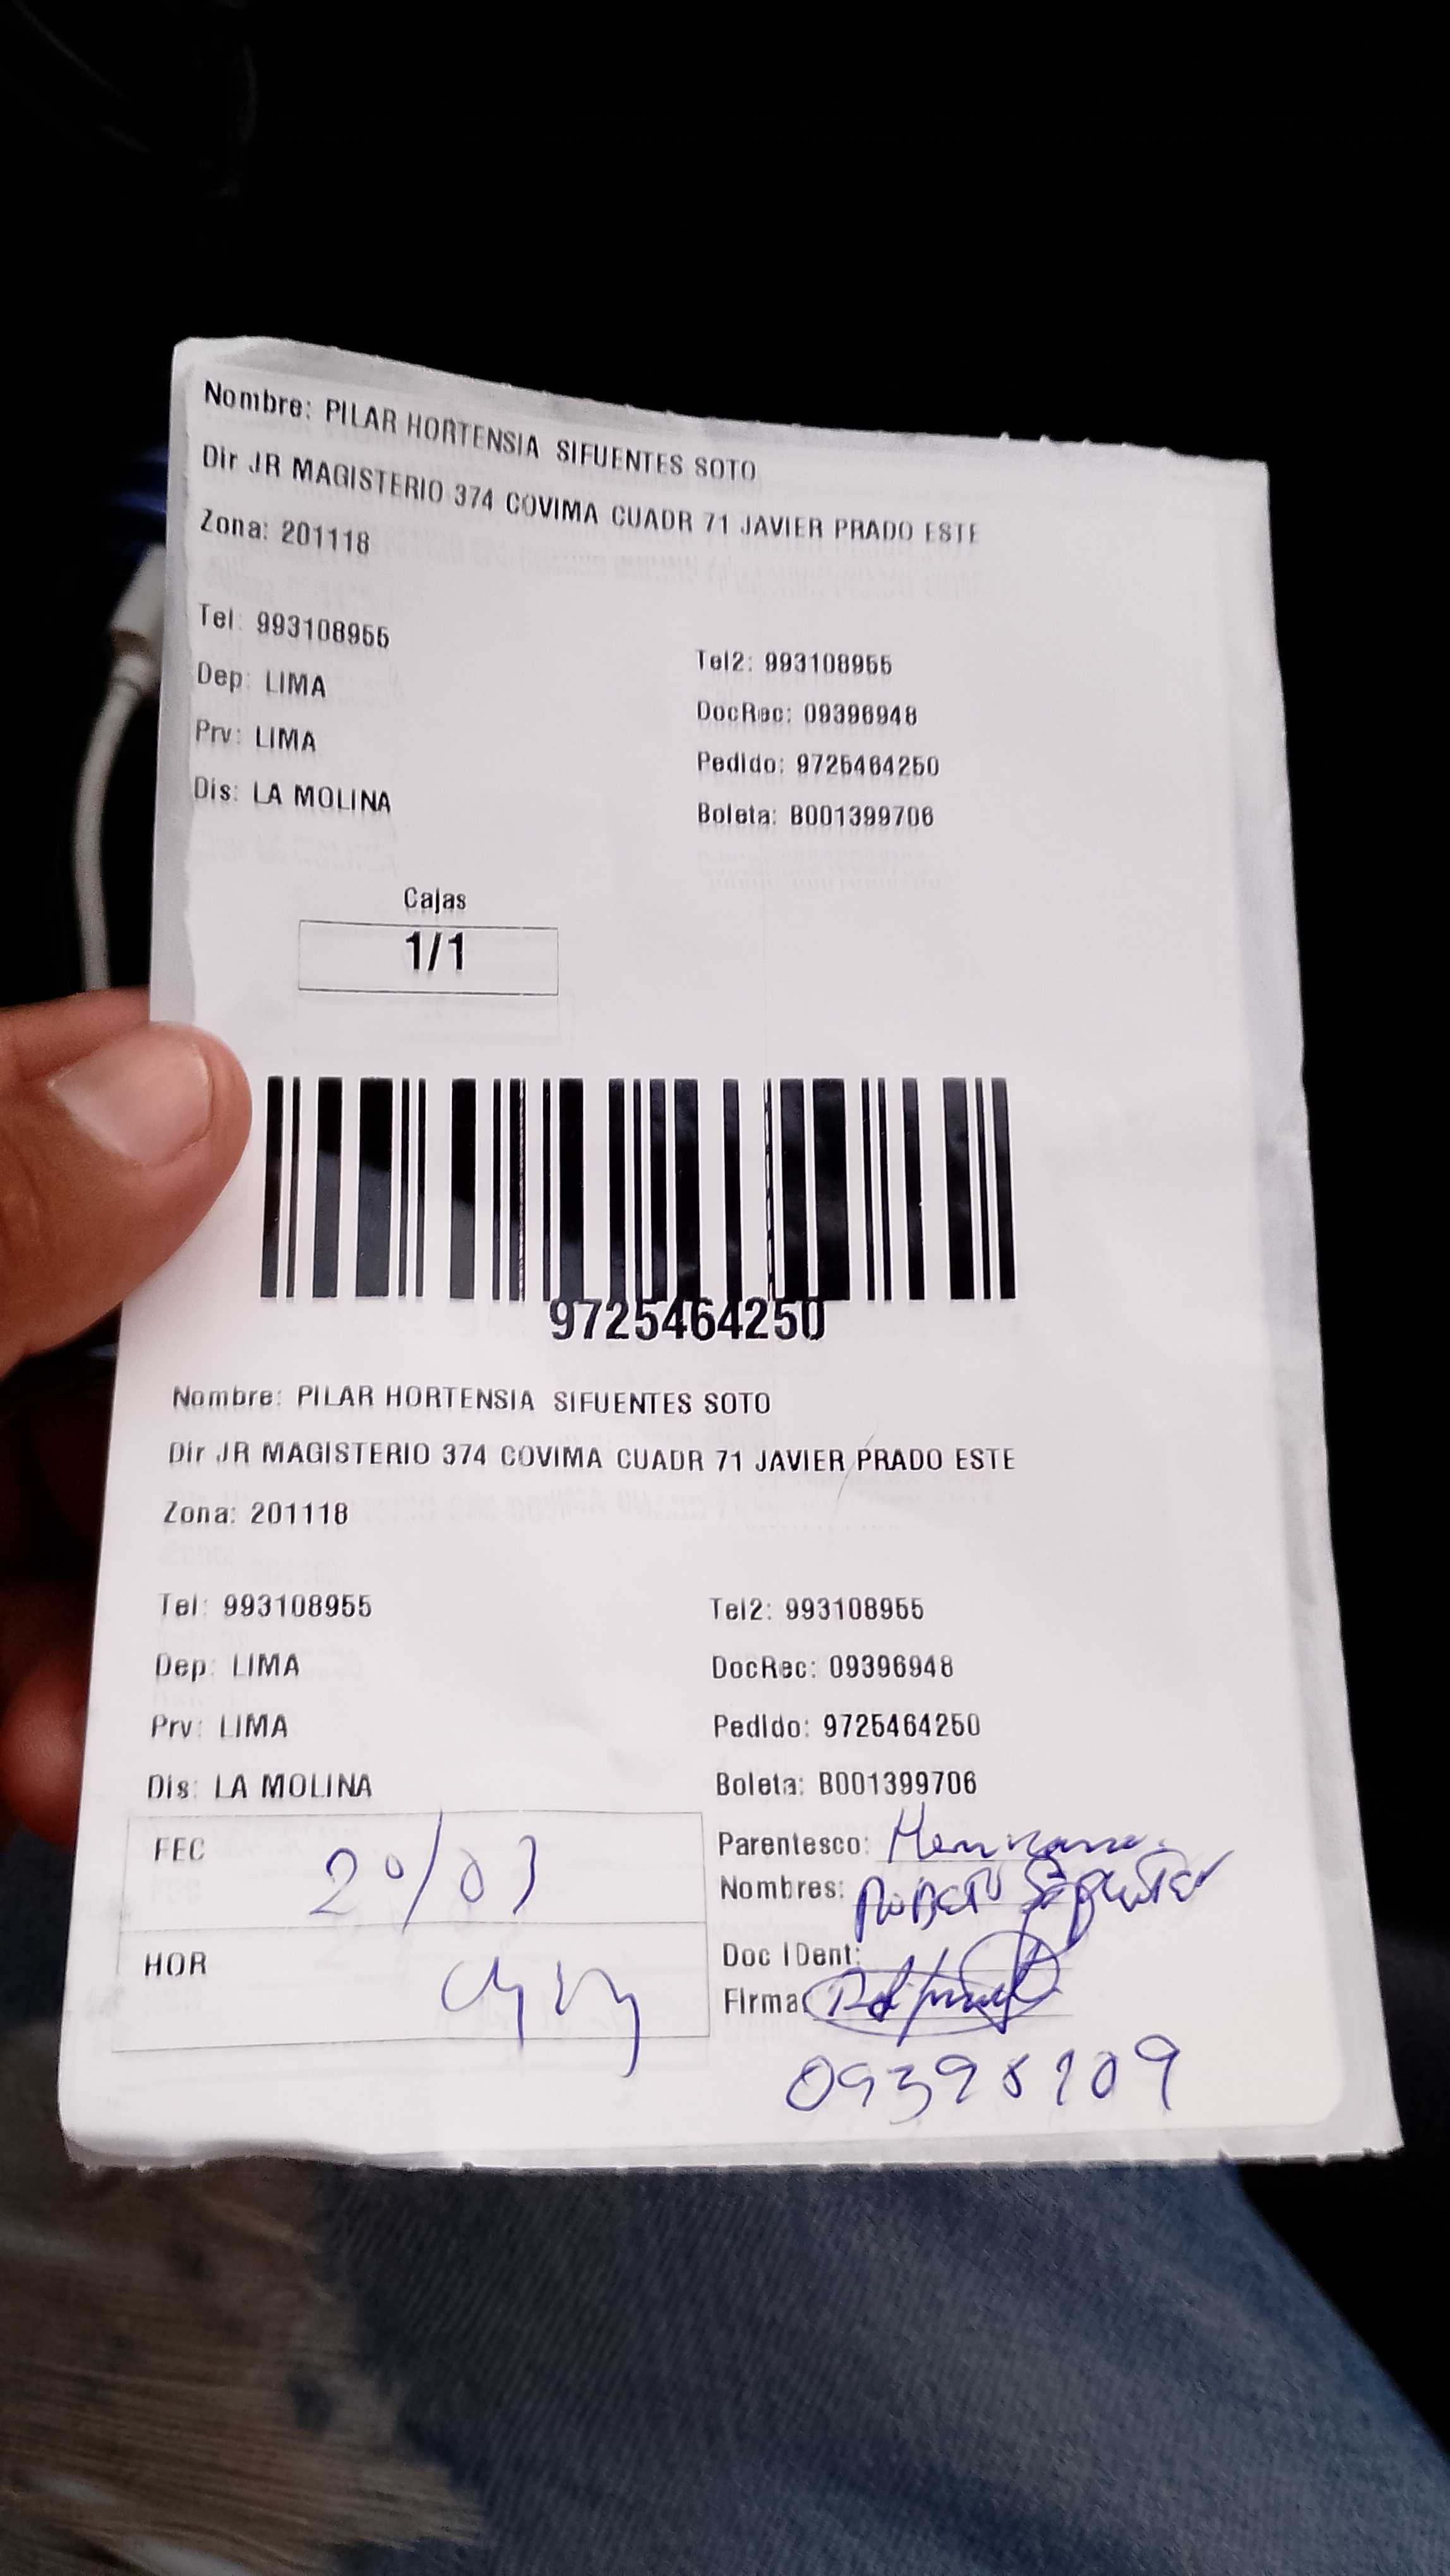 Nombre: PILAR HORTENSIA SIFUENTES SOTO
Dir JR MAGISTERIO 374 COVIMA CUADR 71 JAVIER PRADO ESTE
Zona: 201118
Tel: 993108955
Tel2: 993108955
Dep: LIMA
DocRec: 09396948
Prv: LIMA
Pedido: 9725464250
Dis: LA MOLINA
Boleta: B001399706
Cajas
1/1
9725464250
Nombre: PILAR HORTENSIA SIFUENTES SOTO
Dir JR MAGISTERIO 374 COVIMA CUADR 71 JAVIER PRADO ESTE
Zona: 201118
Tel: 993108955
Tel2: 993108955
Dep: LIMA
DocRec: 09396948
Prv: LIMA
Pedido: 9725464250
Dis: LA MOLINA
Boleta: B001399706
FEC 20/03
Parentesco: Hermano
Nombres:
HOR
Doc IDent:
Firma